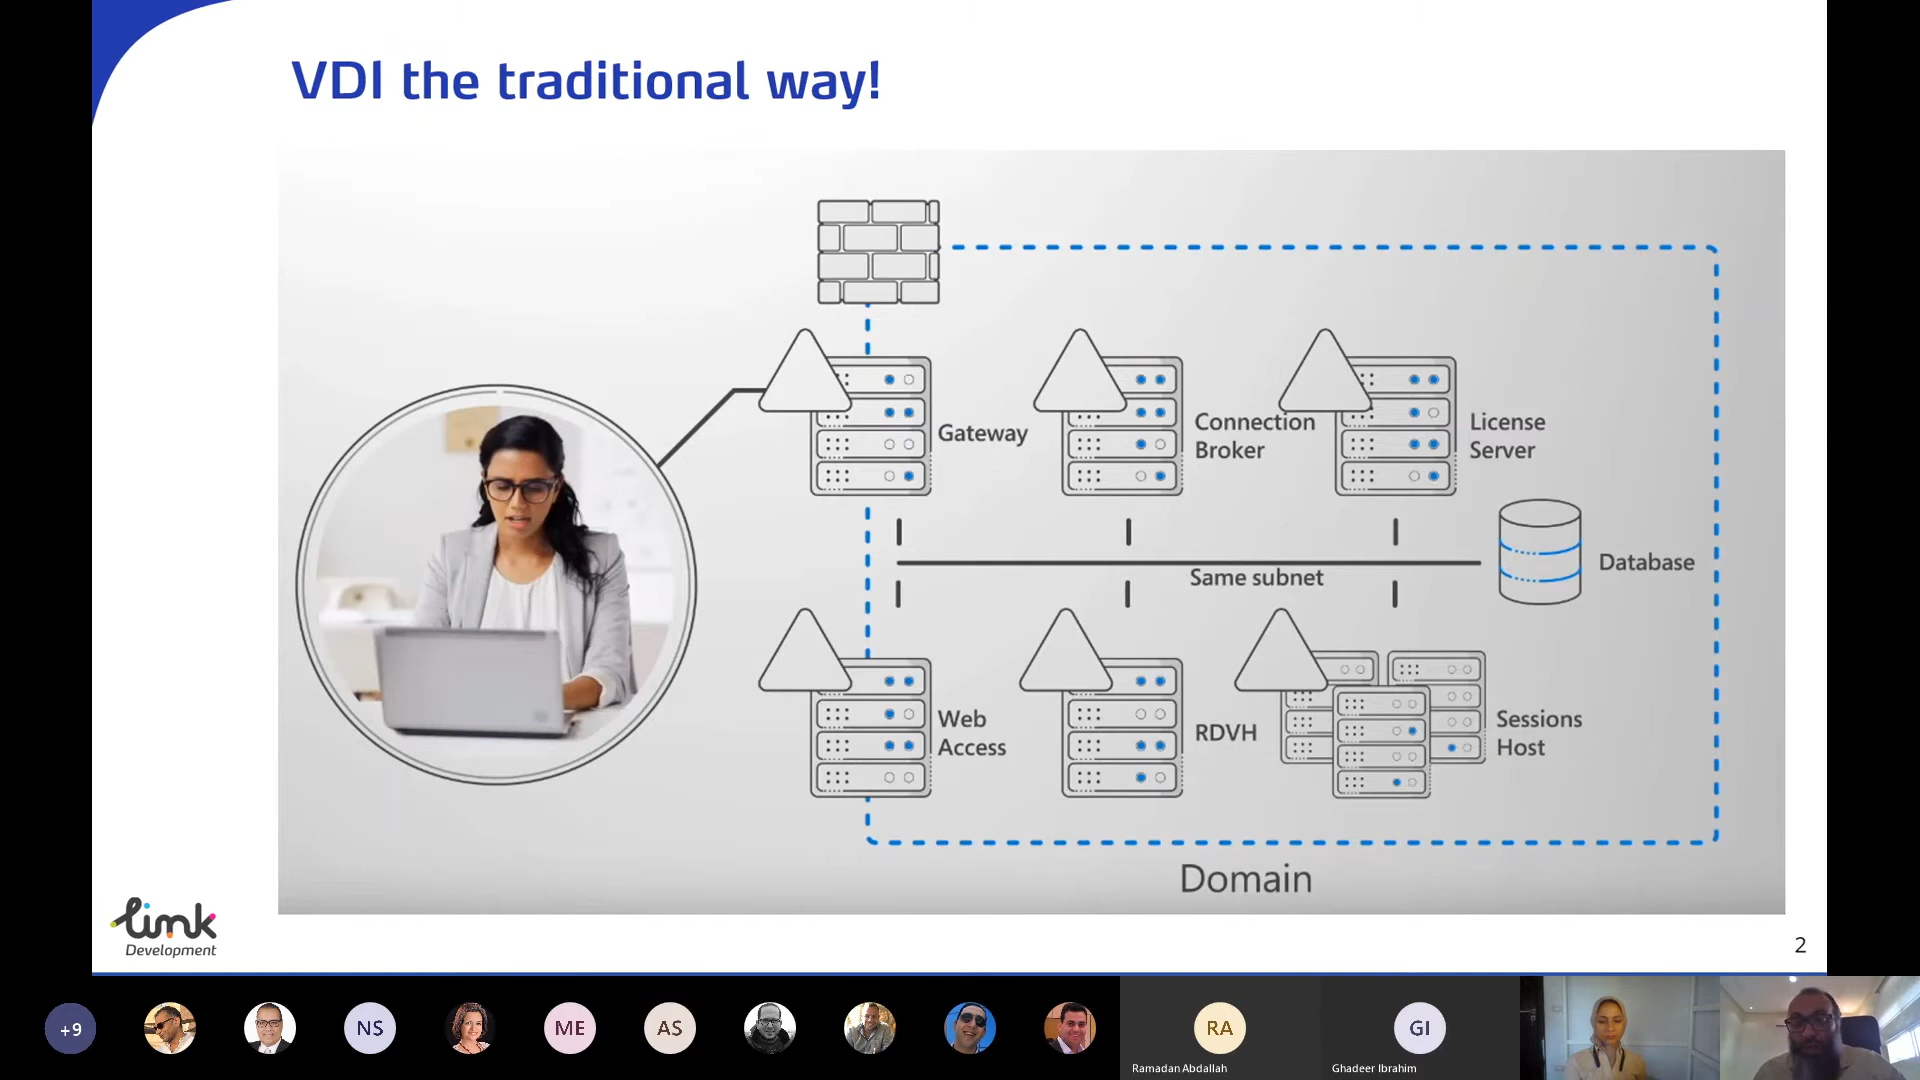 VDI the traditional way!
Gateway
Connection
Broker
License
Server
Database
Same subnet
Web
Access
RDVH
Sessions
Host
Domain
link
Development
2
+9
NS
ME
AS
RA
GI
Ramadan Abdallah
Ghadeer Ibrahim